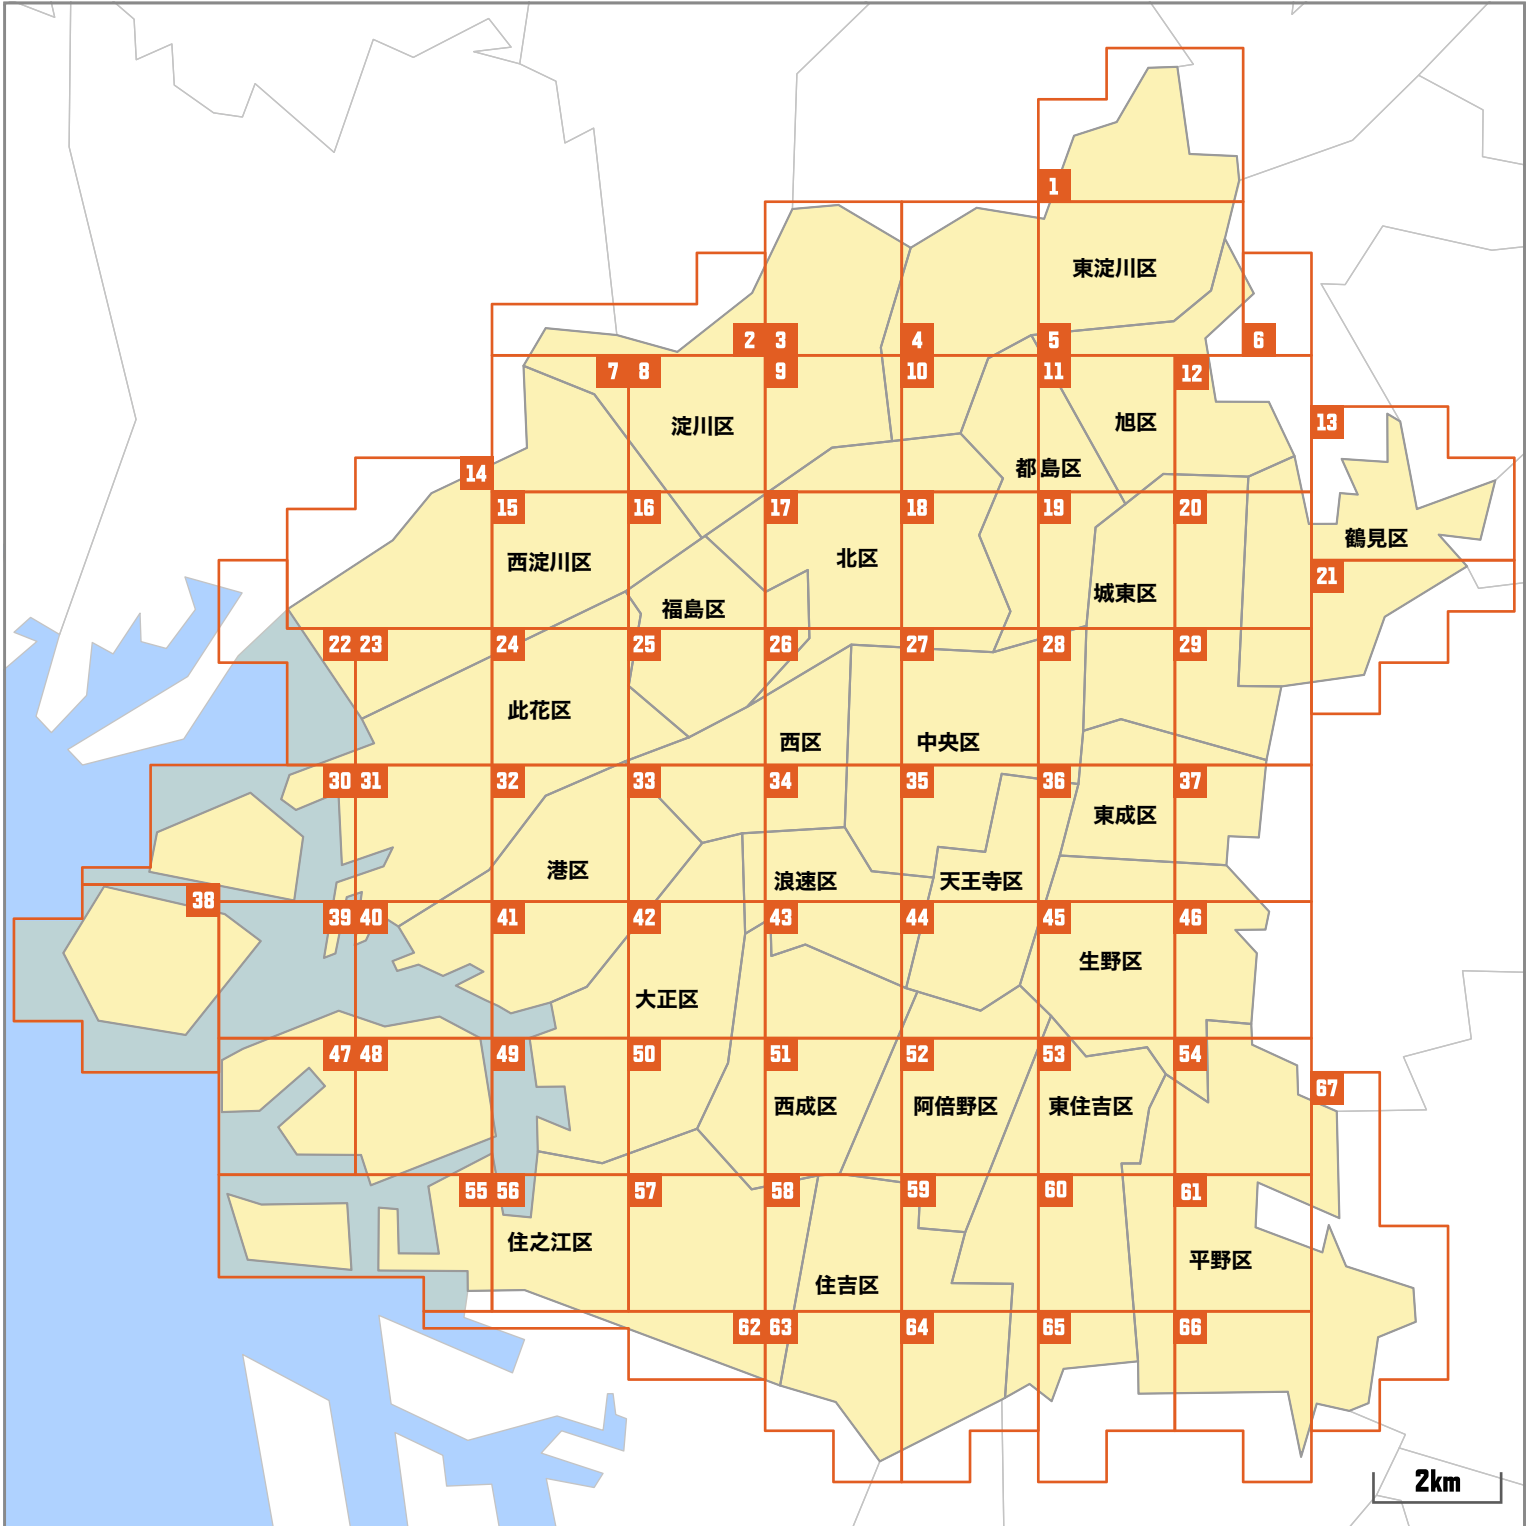 1
東淀川区
2 3 4 5 6
7 8 9 10 11 12
淀川区 旭区
13
14
都島区
15 16 17 18 19 20
鶴見区
西淀川区 北区
21
城東区
福島区
22 23 24 25 26 27 28 29
此花区
西区 中央区
30 31 32 33 34 35 36 37
東成区
港区
浪速区 天王寺区
38
39 40 41 42 43 44 45 46
生野区
大正区
47 48 49 50 51 52 53 54
67
西成区 阿倍野区 東住吉区
55 56 57 58 59 60 61
住之江区
平野区
住吉区
62 63 64 65 66
2km